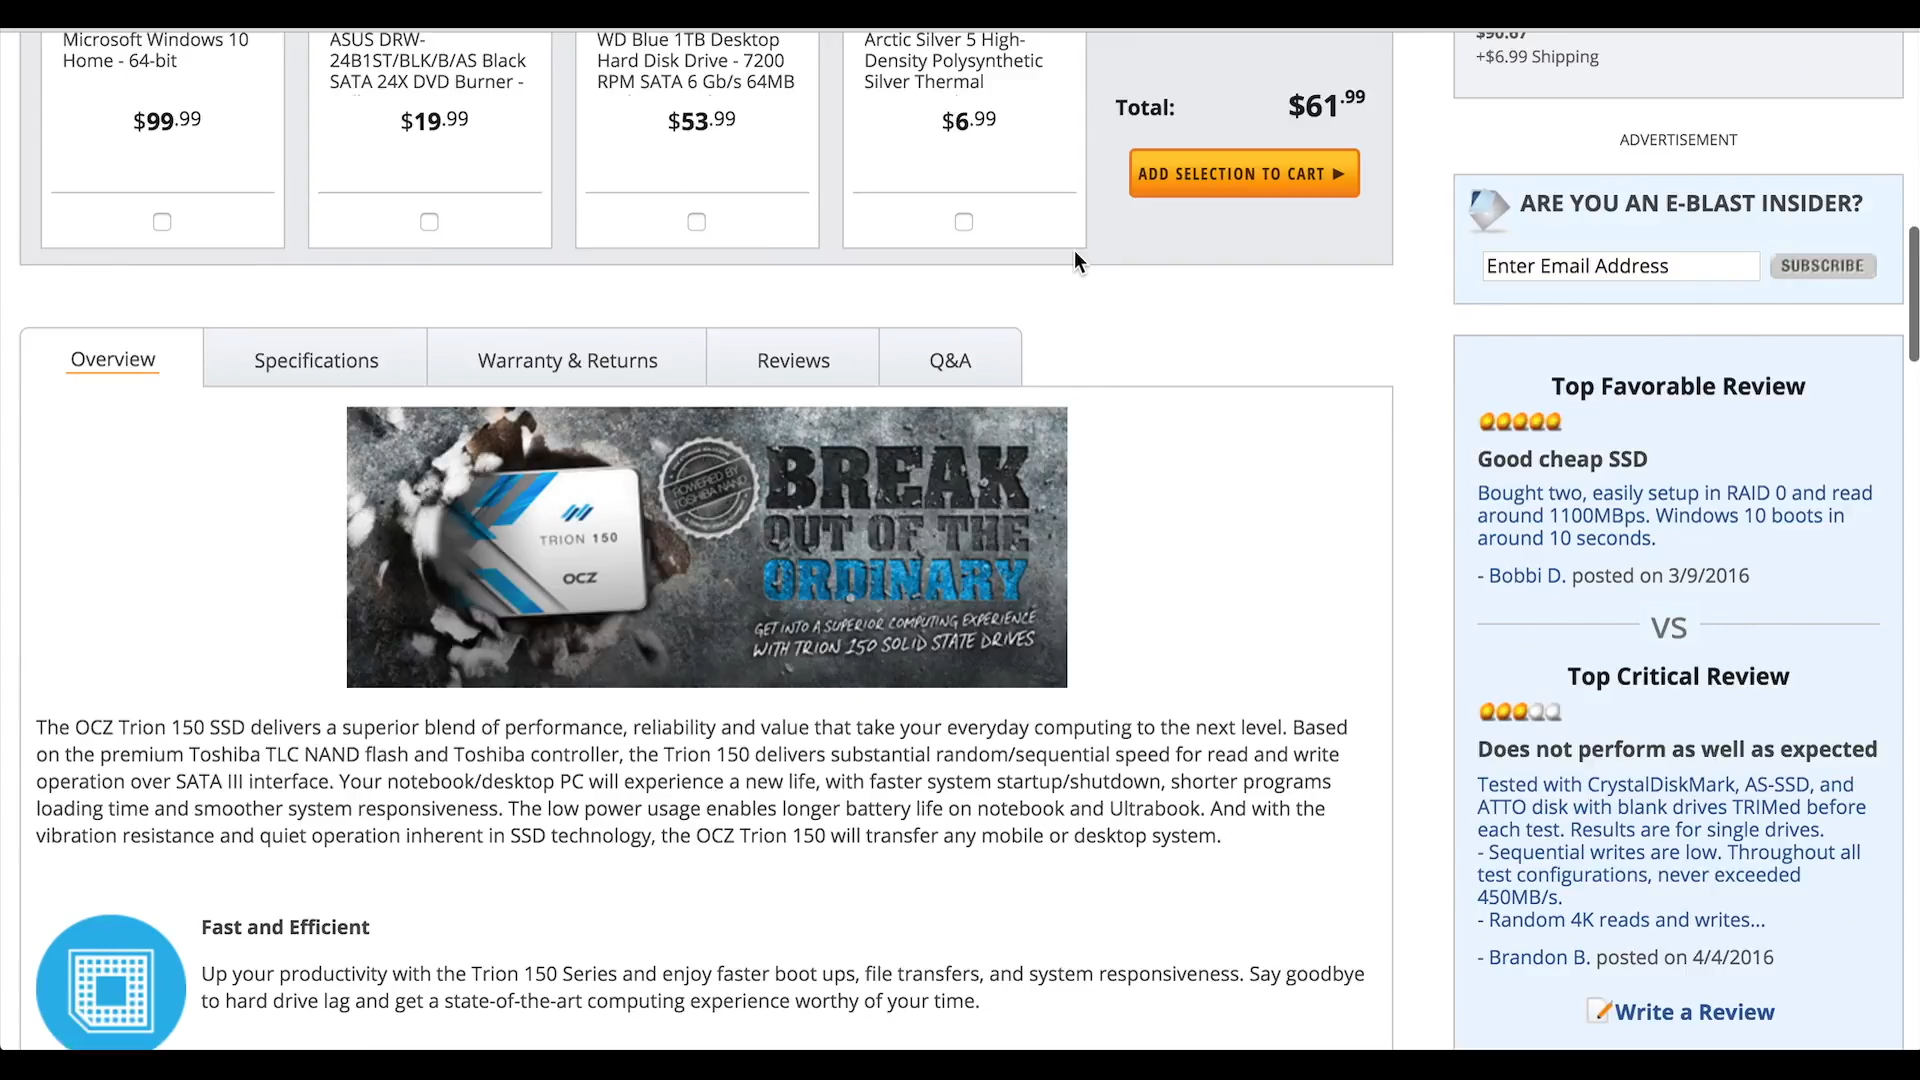 Microsoft Windows 10
Home - 64-bit
$99.99
ASUS DRW-
24B1ST/BLK/B/AS Black
SATA 24X DVD Burner -
$19.99
WD Blue 1TB Desktop
Hard Disk Drive - 7200
RPM SATA 6 Gb/s 64MB
$53.99
Arctic Silver 5 High-
Density Polysynthetic
Silver Thermal
$6.99
Total: $61.99
ADD SELECTION TO CART ►
Overview
Specifications
Warranty & Returns
Reviews
Q&A
TRION 150
OCZ
POWERED BY
TOSHIBA NAND
BREAK
OUT OF THE
ORDINARY
GET INTO A SUPERIOR COMPUTING EXPERIENCE
WITH TRION 150 SOLID STATE DRIVES
The OCZ Trion 150 SSD delivers a superior blend of performance, reliability and value that take your everyday computing to the next level. Based
on the premium Toshiba TLC NAND flash and Toshiba controller, the Trion 150 delivers substantial random/sequential speed for read and write
operation over SATA III interface. Your notebook/desktop PC will experience a new life, with faster system startup/shutdown, shorter programs
loading time and smoother system responsiveness. The low power usage enables longer battery life on notebook and Ultrabook. And with the
vibration resistance and quiet operation inherent in SSD technology, the OCZ Trion 150 will transfer any mobile or desktop system.
Fast and Efficient
Up your productivity with the Trion 150 Series and enjoy faster boot ups, file transfers, and system responsiveness. Say goodbye
to hard drive lag and get a state-of-the-art computing experience worthy of your time.
+$6.99 Shipping
ADVERTISEMENT
ARE YOU AN E-BLAST INSIDER?
Enter Email Address
SUBSCRIBE
Top Favorable Review
Good cheap SSD
Bought two, easily setup in RAID 0 and read
around 1100MBps. Windows 10 boots in
around 10 seconds.
- Bobbi D. posted on 3/9/2016
VS
Top Critical Review
Does not perform as well as expected
Tested with CrystalDiskMark, AS-SSD, and
ATTO disk with blank drives TRIMed before
each test. Results are for single drives.
- Sequential writes are low. Throughout all
test configurations, never exceeded
450MB/s.
- Random 4K reads and writes...
- Brandon B. posted on 4/4/2016
Write a Review